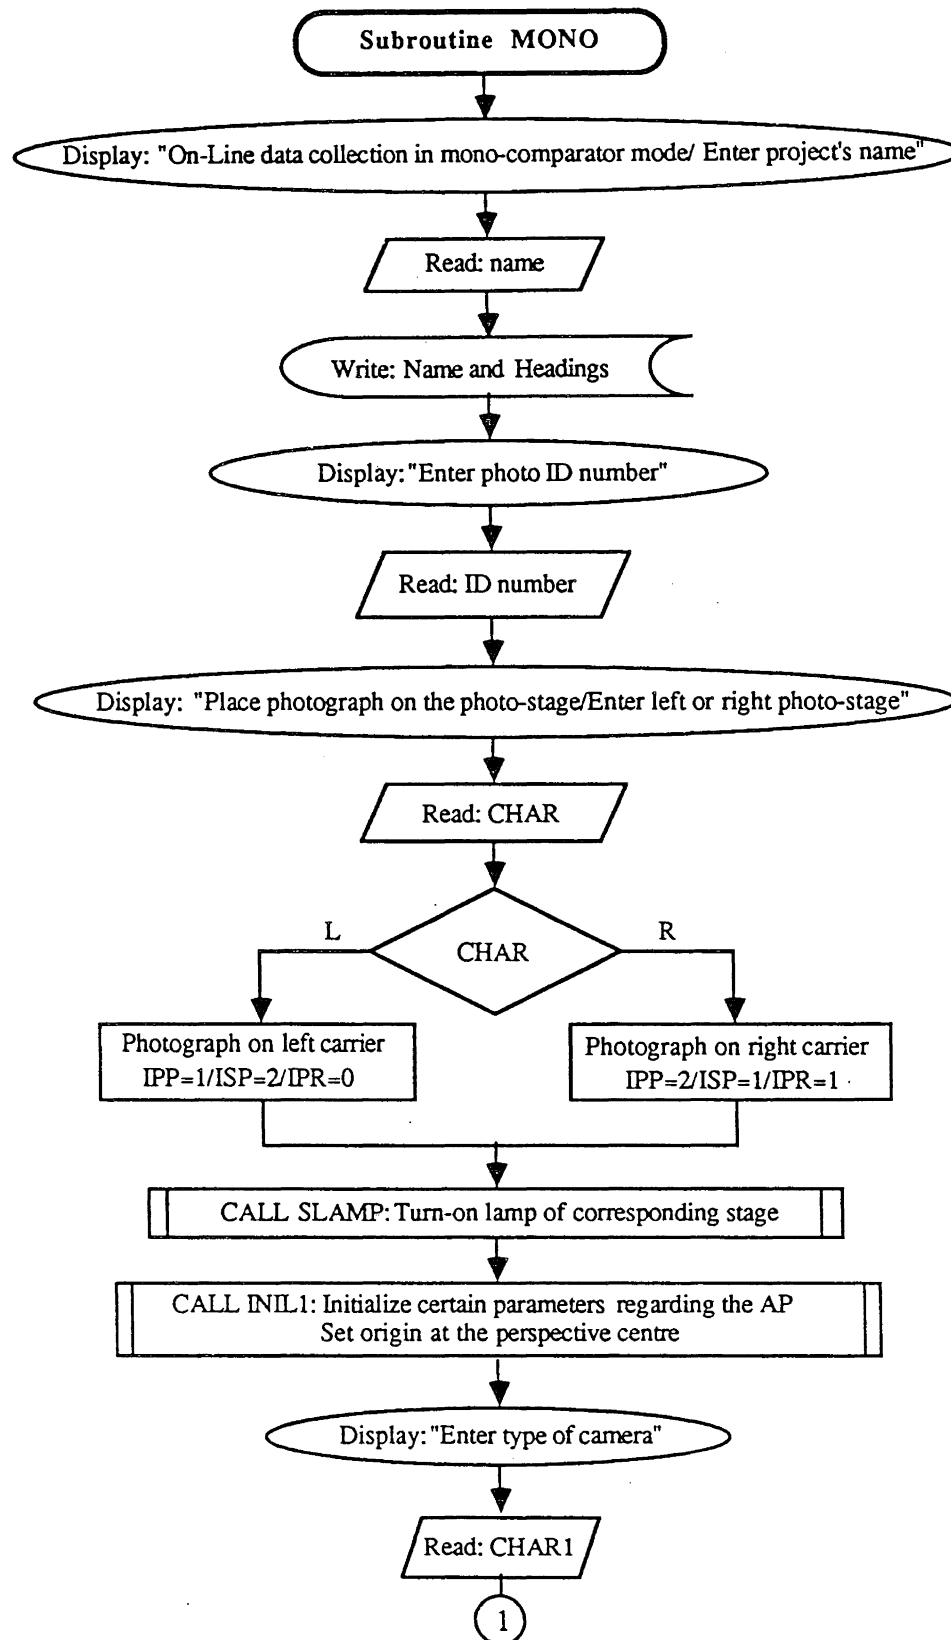 Subroutine MONO
Display: "On-Line data collection in mono-comparator mode/ Enter project's name"
Read: name
Write: Name and Headings
Display: "Enter photo ID number"
Read: ID number
Display: "Place photograph on the photo-stage/Enter left or right photo-stage"
Read: CHAR
L
CHAR
R
Photograph on left carrier
IPP=1/ISP=2/IPR=0
Photograph on right carrier
IPP=2/ISP=1/IPR=1
CALL SLAMP: Turn-on lamp of corresponding stage
CALL INIL1: Initialize certain parameters regarding the AP
Set origin at the perspective centre
Display: "Enter type of camera"
Read: CHAR1
1